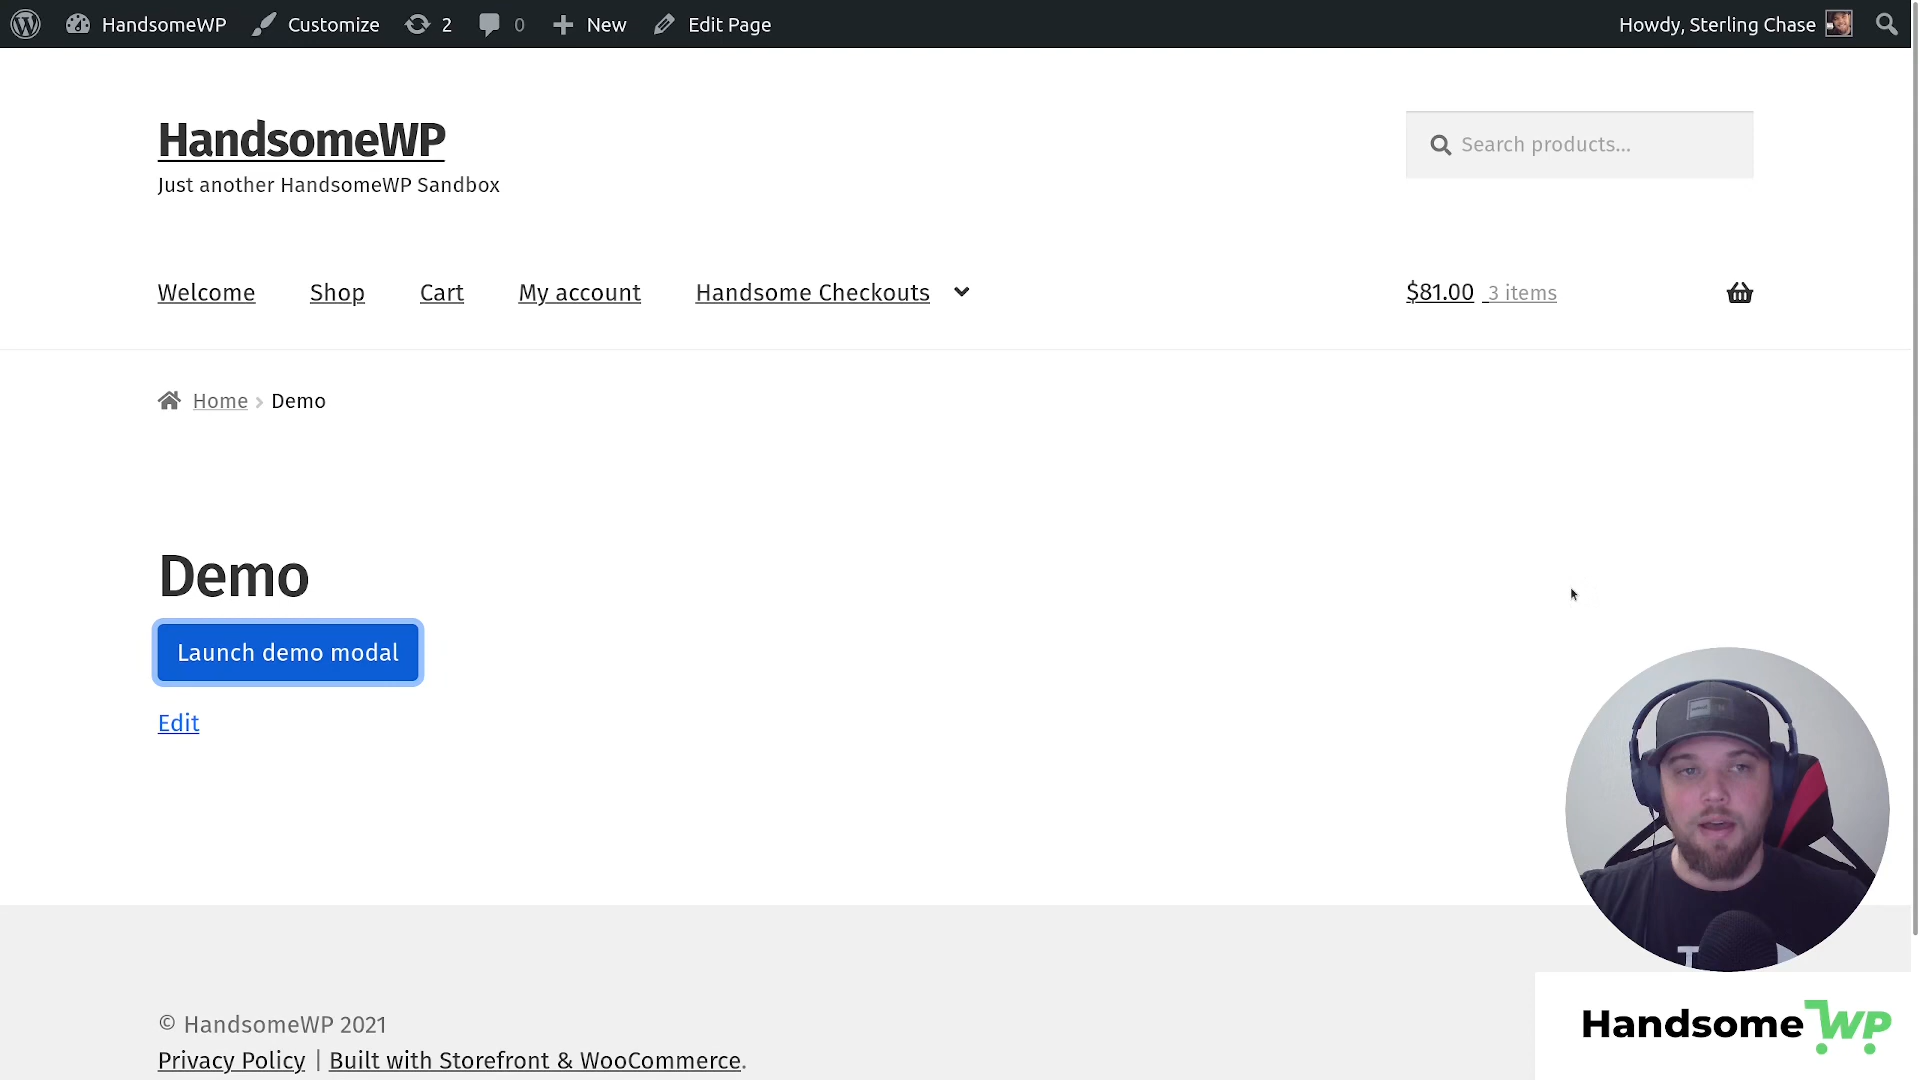 HandsomeWP Customize 2 0 New Edit Page Howdy, Sterling Chase
HandsomeWP
Just another HandsomeWP Sandbox
Search products...
Welcome Shop Cart My account Handsome Checkouts $81.00 3 items
Home Demo
Demo
Launch demo modal
Edit
© HandsomeWP 2021
Privacy Policy | Built with Storefront & WooCommerce.
HandsomeWP